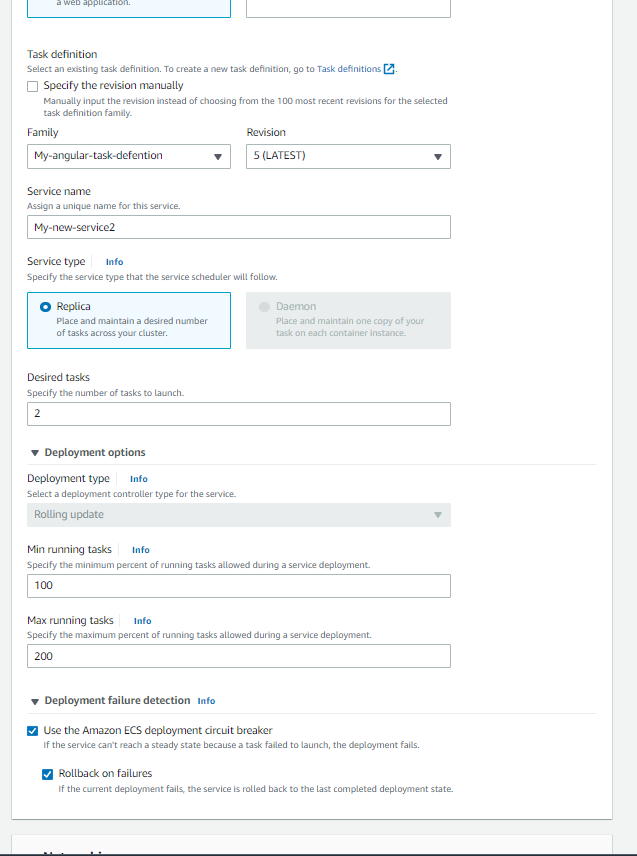 a web application.
Task definition
Select an existing task definition. To create a new task definition, go to Task definitions.
Specify the revision manually
Manually input the revision instead of choosing from the 100 most recent revisions for the selected
task definition family.
Family Revision
My-angular-task-defention 5 (LATEST)
Service name
Assign a unique name for this service.
My-new-service2
Service type Info
Specify the service type that the service scheduler will follow.
Replica
Place and maintain a desired number
of tasks across your cluster.
Daemon
Place and maintain one copy of your
task on each container instance.
Desired tasks
Specify the number of tasks to launch.
2
Deployment options
Deployment type Info
Select a deployment controller type for the service.
Rolling update
Min running tasks Info
Specify the minimum percent of running tasks allowed during a service deployment.
100
Max running tasks Info
Specify the maximum percent of running tasks allowed during a service deployment.
200
Deployment failure detection Info
Use the Amazon ECS deployment circuit breaker
If the service can't reach a steady state because a task failed to launch, the deployment fails.
Rollback on failures
If the current deployment fails, the service is rolled back to the last completed deployment state.